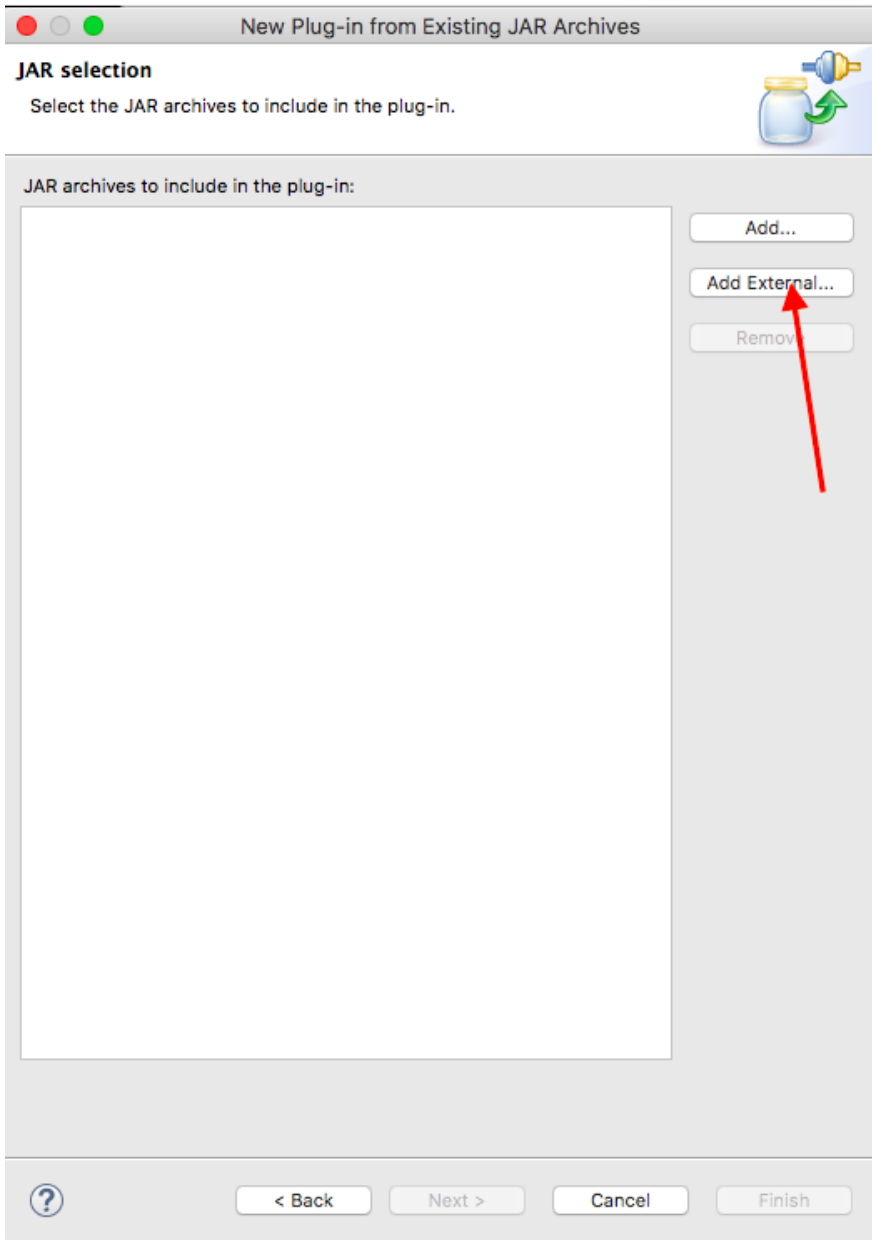 New Plug-in from Existing JAR Archives
JAR selection
Select the JAR archives to include in the plug-in.
JAR archives to include in the plug-in:
Add...
Add External...
Remove
< Back
Next >
Cancel
Finish